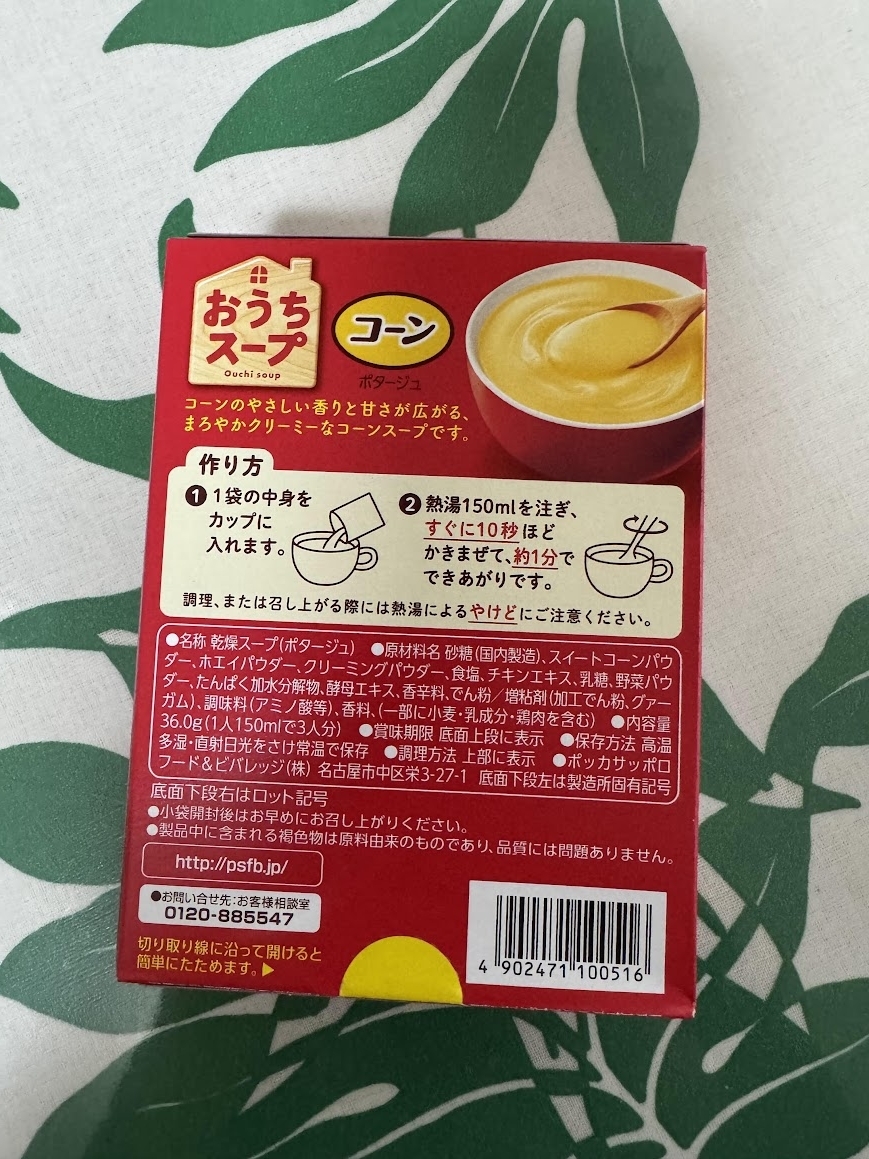 おうち
スープ
Ouchi soup
コーン
ポタージュ
コーンのやさしい香りと甘さが広がる、
まろやかクリーミーなコーンスープです。
作り方
❶1袋の中身を
カップに
入れます。
❷熱湯150mlを注ぎ、
すぐに10秒ほど
かきまぜて、約1分で
できあがりです。
調理、または召し上がる際には熱湯によるやけどにご注意ください。
●名称 乾燥スープ(ポタージュ) ●原材料名 砂糖(国内製造)、スイートコーンパウ
ダー、ホエイパウダー、クリーミングパウダー、食塩、チキンエキス、乳糖、野菜パウ
ダー、たんぱく加水分解物、酵母エキス、香辛料、でん粉/増粘剤(加工でん粉、グァー
ガム)、調味料(アミノ酸等)、香料、(一部に小麦・乳成分・鶏肉を含む) ●内容量
36.0g(1人150mlで3人分) ●賞味期限 底面上段に表示 ●保存方法 高温
多湿・直射日光をさけ常温で保存 ●調理方法 上部に表示 ●ポッカサッポロ
フード&ビバレッジ(株) 名古屋市中区栄3-27-1 底面下段左は製造所固有記号
底面下段右はロット記号
●小袋開封後はお早めにお召し上がりください。
●製品中に含まれる褐色物は原料由来のものであり、品質には問題ありません。
http://psfb.jp/
●お問い合せ先:お客様相談室
0120-885547
切り取り線に沿って開けると
簡単にたためます。▶
4 902471 100516